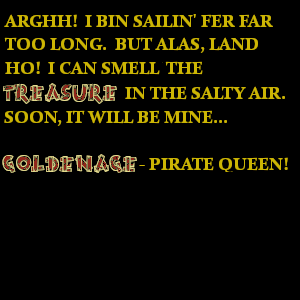 ARGHH! I BIN SAILIN' FER FAR
TOO LONG. BUT ALAS, LAND
HO! I CAN SMELL THE
TREASURE IN THE SALTY AIR.
SOON, IT WILL BE MINE...
GOLDENAGE - PIRATE QUEEN!